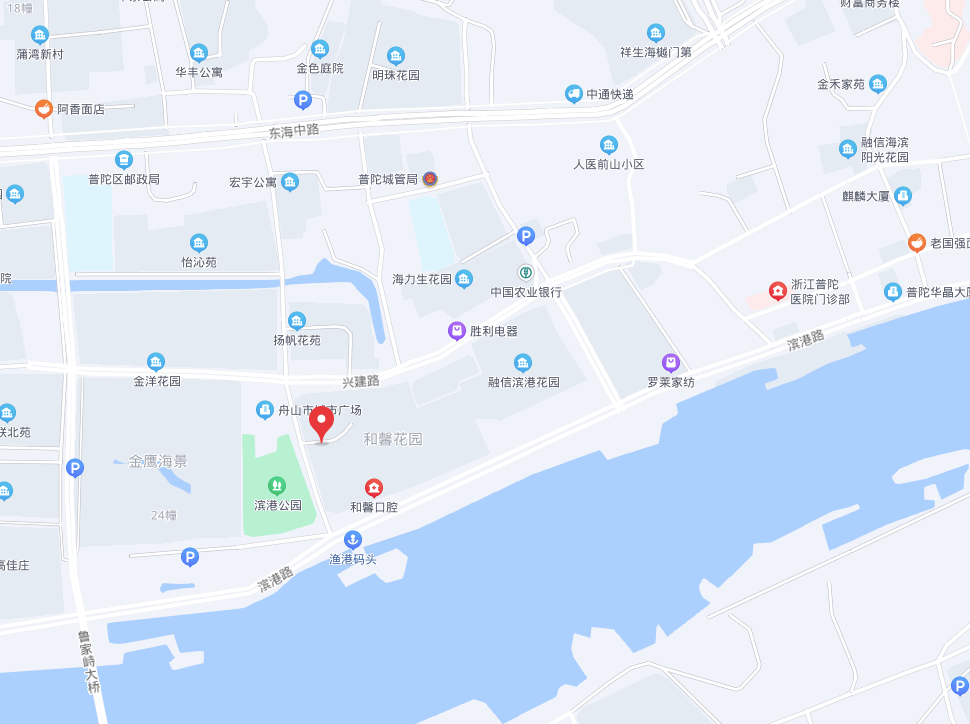 18幢
财富商务楼
蒲湾新村
华丰公寓
金色庭院
明珠花园
祥生海樾门第
金禾家苑
中通快递
阿香面店
P
东海中路
人医前山小区
融信海滨
阳光花园
普陀区邮政局
宏宇公寓
普陀城管局
麒麟大厦
P
老国强面
怡沁苑
院
海力生花园
中国农业银行
浙江普陀
医院门诊部
普陀华晶大厦
扬帆花苑
胜利电器
滨港路
金洋花园
兴建路
融信滨港花园
罗莱家纺
舟山市城市广场
联北苑
和馨花园
金鹰海景
P
滨港公园
和馨口腔
24幢
P
渔港码头
高佳庄
滨港路
鲁家峙大桥
P